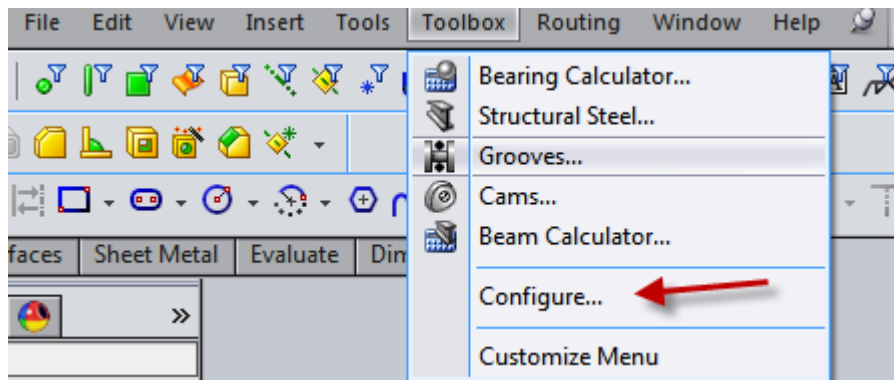 File Edit View Insert Tools Toolbox Routing Window Help
Bearing Calculator...
Structural Steel...
Grooves...
Cams...
Beam Calculator...
faces Sheet Metal Evaluate Dim
Configure...
»
Customize Menu